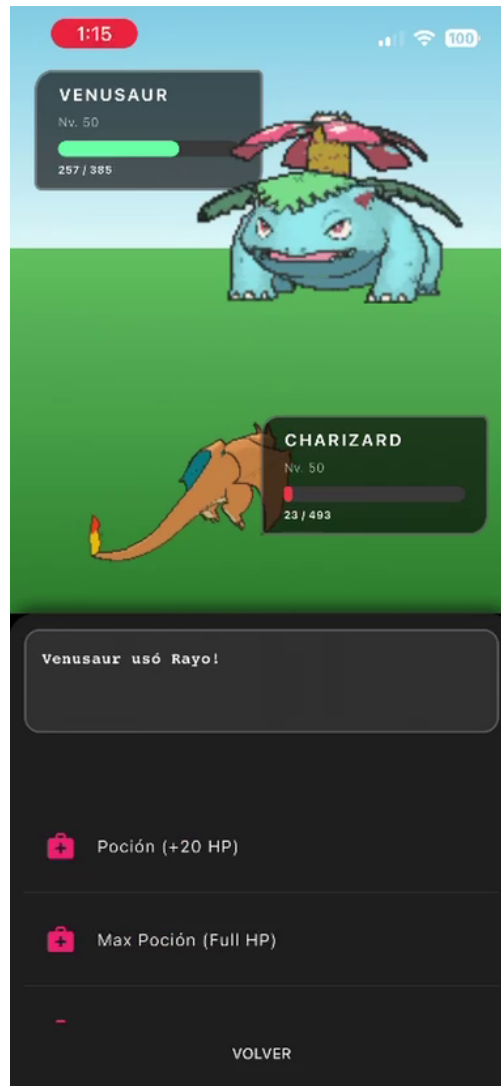 1:15
100
VENUSAUR
Nv. 50
257 / 385
CHARIZARD
Nv. 50
23 / 493
Venusaur usó Rayo!
Poción (+20 HP)
Max Poción (Full HP)
VOLVER